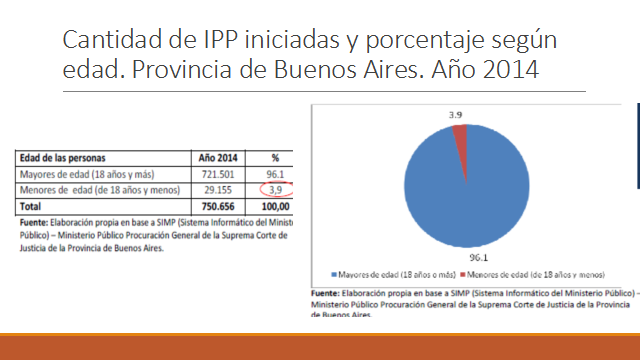 Cantidad de IPP iniciadas y porcentaje según
edad. Provincia de Buenos Aires. Año 2014
Edad de las personas Año 2014 %
Mayores de edad (18 años y más) 721.501 96.1
Menores de edad (de 18 años y menos) 29.155 3,9
Total 750.656 100,00
Fuente: Elaboración propia en base a SIMP (Sistema Informático del Ministe
Público) – Ministerio Público Procuración General de la Suprema Corte de
Justicia de la Provincia de Buenos Aires.
3.9
96.1
Mayores de edad (18 años o más) Menores de edad (de 18 años y menos)
Fuente: Elaboración propia en base a SIMP (Sistema Informático del Ministerio Público) –
Ministerio Público Procuración General de la Suprema Corte de Justicia de la Provincia
de Buenos Aires.